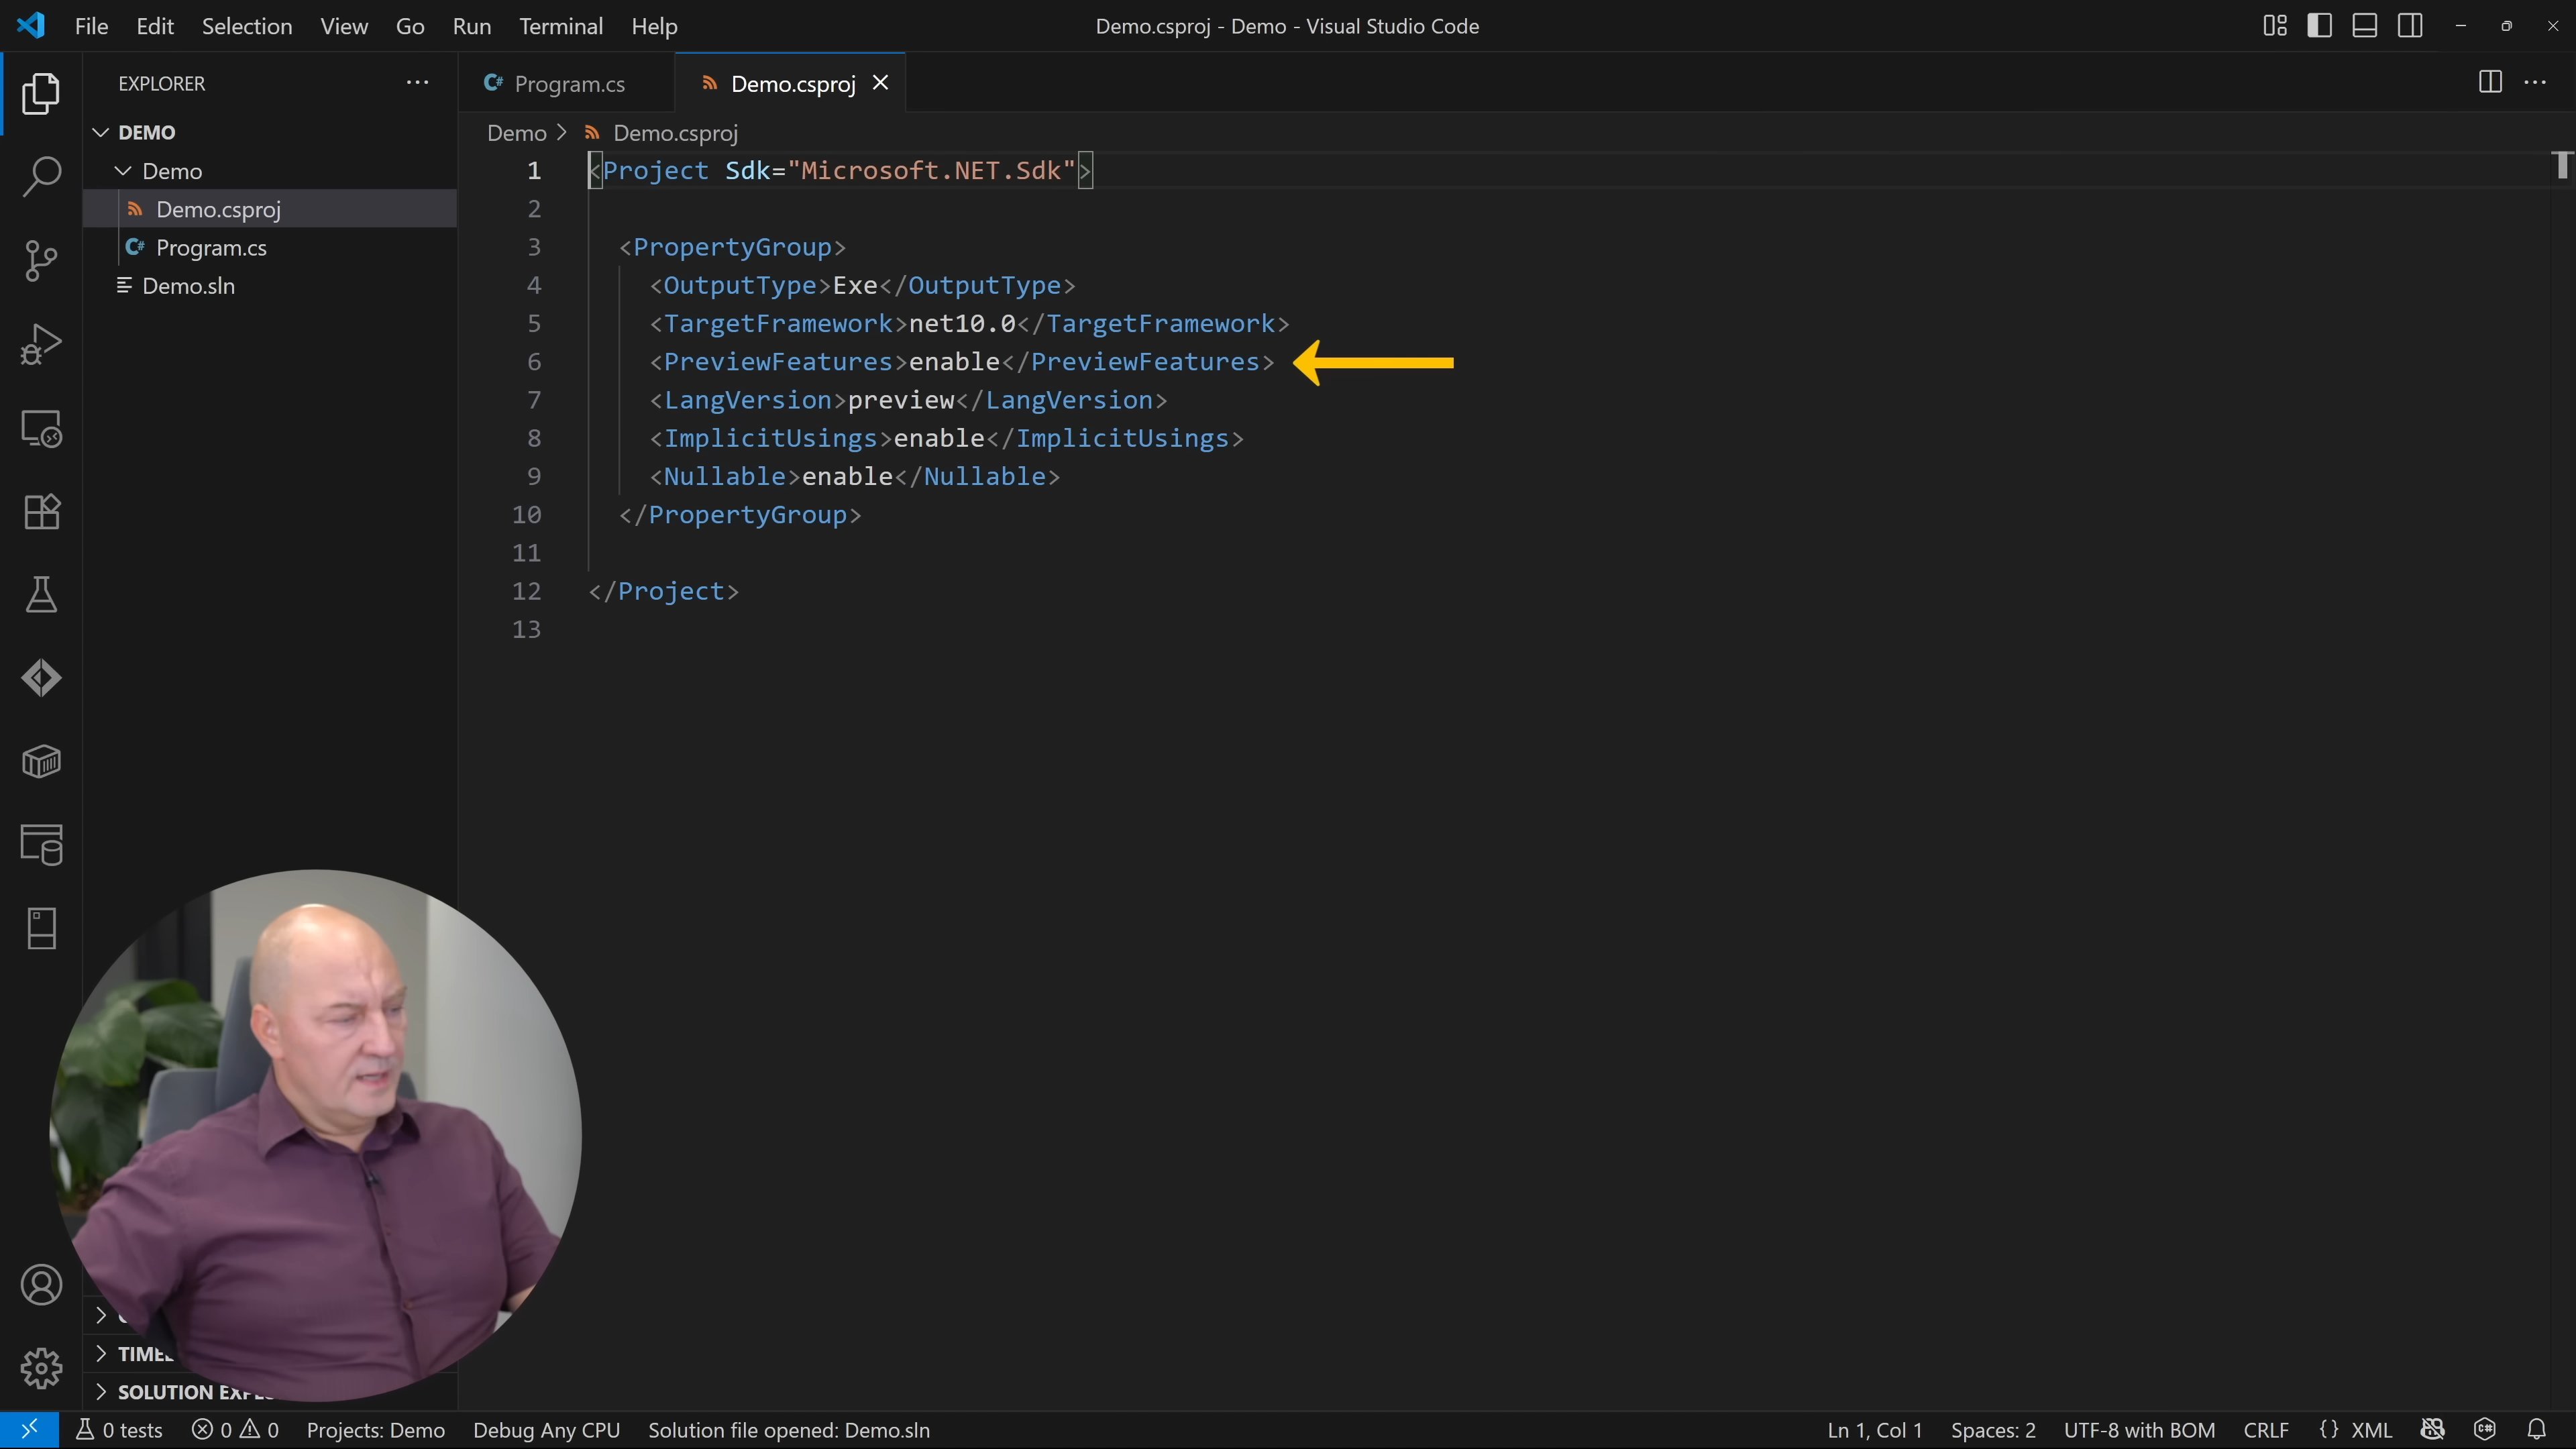 File Edit Selection View Go Run Terminal Help
Demo.csproj - Demo - Visual Studio Code
EXPLORER
DEMO
Demo
Demo.csproj
Program.cs
Demo.sln
TIMEL
SOLUTION
Program.cs
Demo.csproj
Demo > Demo.csproj
1 <Project Sdk="Microsoft.NET.Sdk">
2
3 <PropertyGroup>
4 <OutputType>Exe</OutputType>
5 <TargetFramework>net10.0</TargetFramework>
6 <PreviewFeatures>enable</PreviewFeatures>
7 <LangVersion>preview</LangVersion>
8 <ImplicitUsings>enable</ImplicitUsings>
9 <Nullable>enable</Nullable>
10 </PropertyGroup>
11
12 </Project>
13
0 tests 0 0 Projects: Demo Debug Any CPU Solution file opened: Demo.sln
Ln 1, Col 1 Spaces: 2 UTF-8 with BOM CRLF {} XML